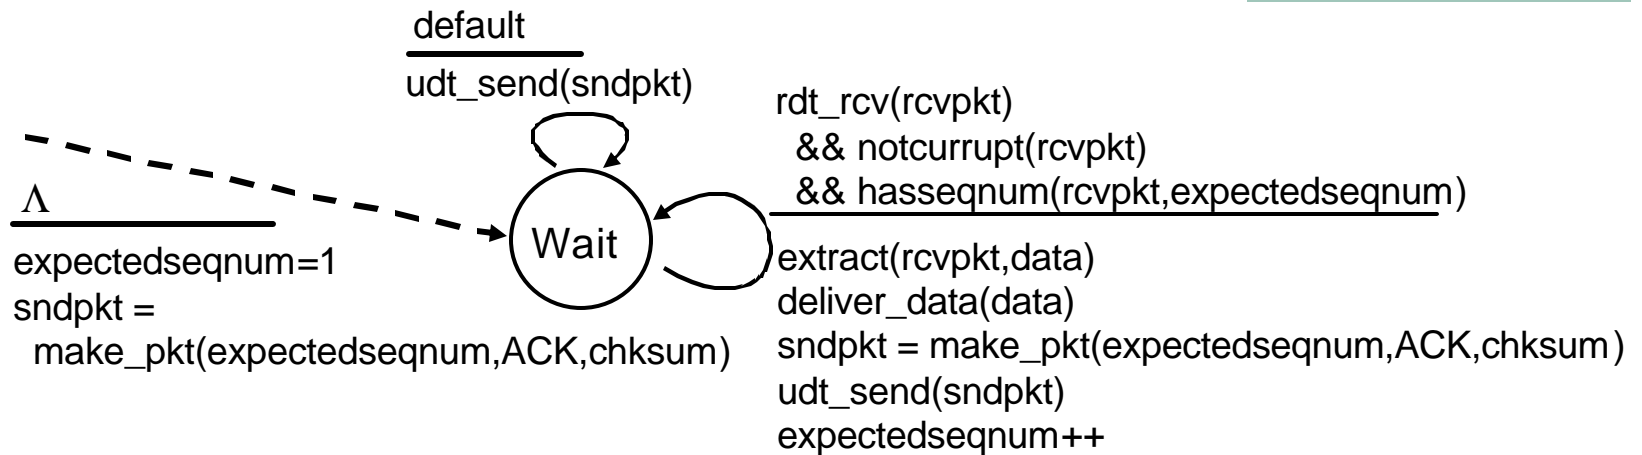 default
udt_send(sndpkt)
Λ
expectedseqnum=1
sndpkt =
make_pkt(expectedseqnum,ACK,chksum)
Wait
rdt_rcv(rcvpkt)
&& notcurrupt(rcvpkt)
&& hasseqnum(rcvpkt,expectedseqnum)
extract(rcvpkt,data)
deliver_data(data)
sndpkt = make_pkt(expectedseqnum,ACK,chksum)
udt_send(sndpkt)
expectedseqnum++